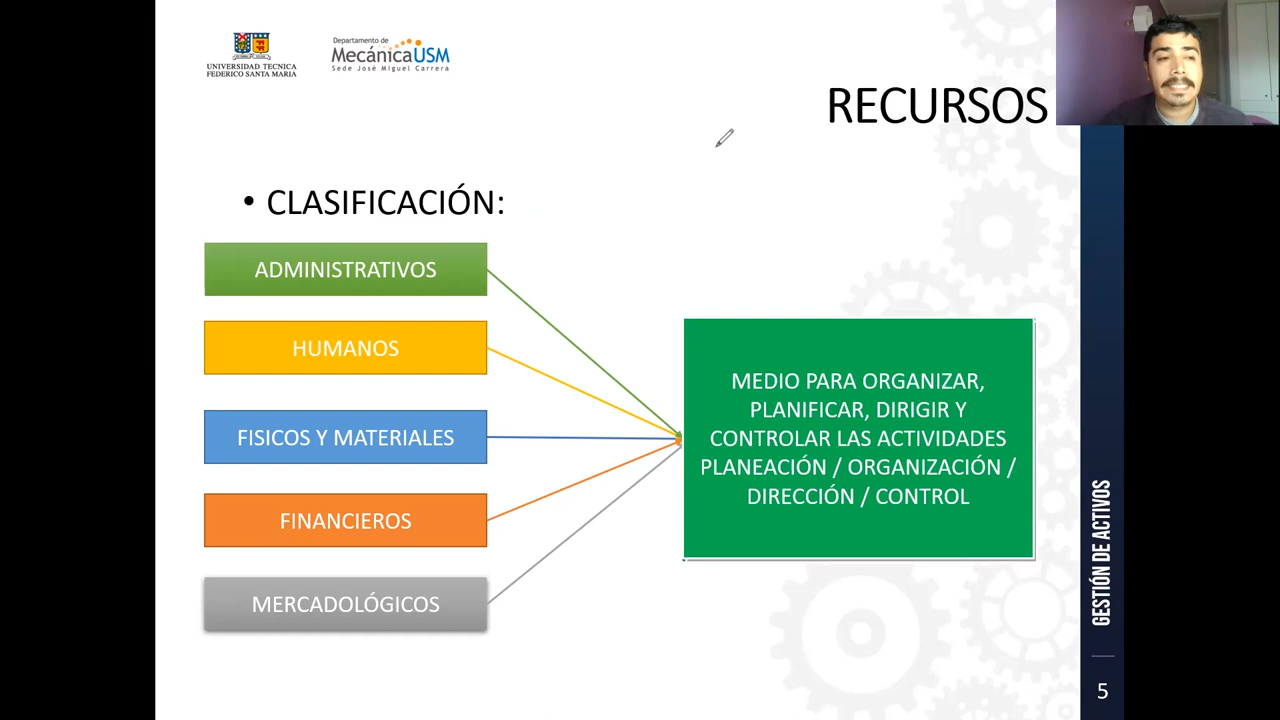 UNIVERSIDAD TECNICA
FEDERICO SANTA MARIA
Departamento de
MecánicaUSM
Sede José Miguel Carrera
RECURSOS
• CLASIFICACIÓN:
ADMINISTRATIVOS
HUMANOS
FISICOS Y MATERIALES
FINANCIEROS
MERCADOLÓGICOS
MEDIO PARA ORGANIZAR,
PLANIFICAR, DIRIGIR Y
CONTROLAR LAS ACTIVIDADES
PLANEACIÓN / ORGANIZACIÓN /
DIRECCIÓN / CONTROL
GESTIÓN DE ACTIVOS
5